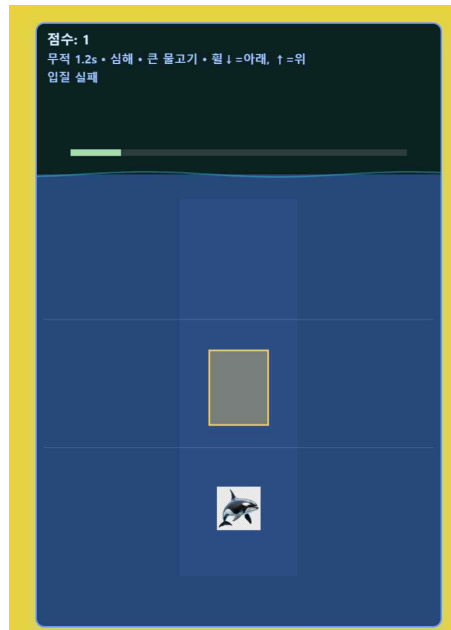 점수: 1
무적 1.2s • 심해 • 큰 물고기 • 휠↓=아래, ↑=위
입질 실패